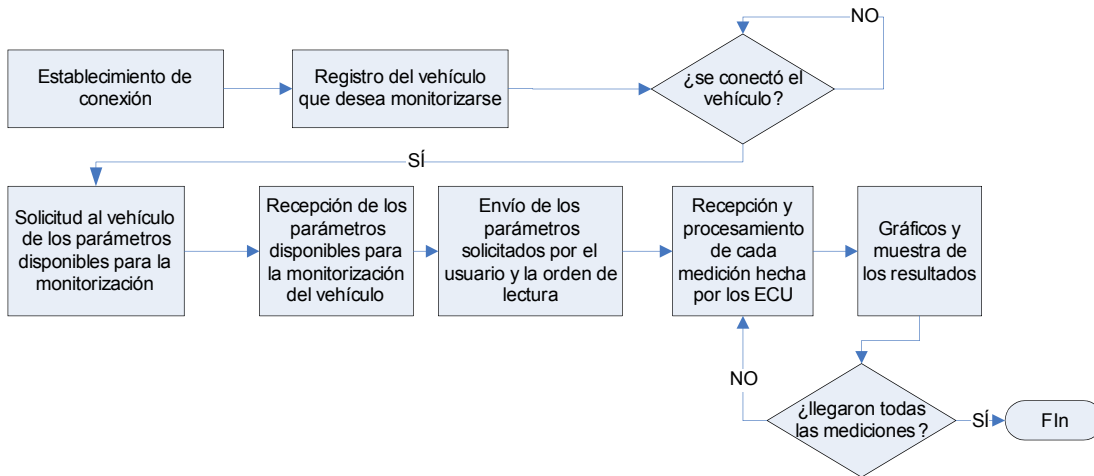 NO
Establecimiento de
conexión
Registro del vehículo
que desea monitorizarse
¿se conectó el
vehículo?
SÍ
Solicitud al vehículo
de los parámetros
disponibles para la
monitorización
Recepción de los
parámetros
disponibles para
la monitorización
del vehículo
Envío de los
parámetros
solicitados por el
usuario y la orden de
lectura
Recepción y
procesamiento
de cada
medición hecha
por los ECU
Gráficos y
muestra de
los resultados
NO
¿llegaron todas
las mediciones?
SÍ
FIn